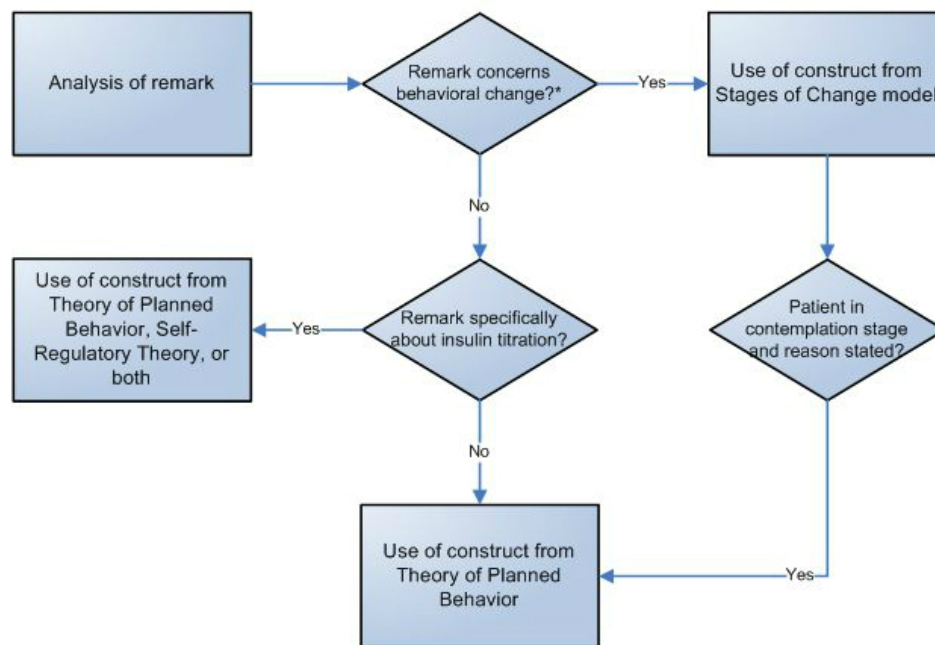 Analysis of remark
Remark concerns
behavioral change?*
Yes
Use of construct from
Stages of Change model
No
Use of construct from
Theory of Planned
Behavior, Self-
Regulatory Theory, or
both
Yes
Remark specifically
about insulin titration?
Patient in
contemplation stage
and reason stated?
No
Use of construct from
Theory of Planned
Behavior
Yes